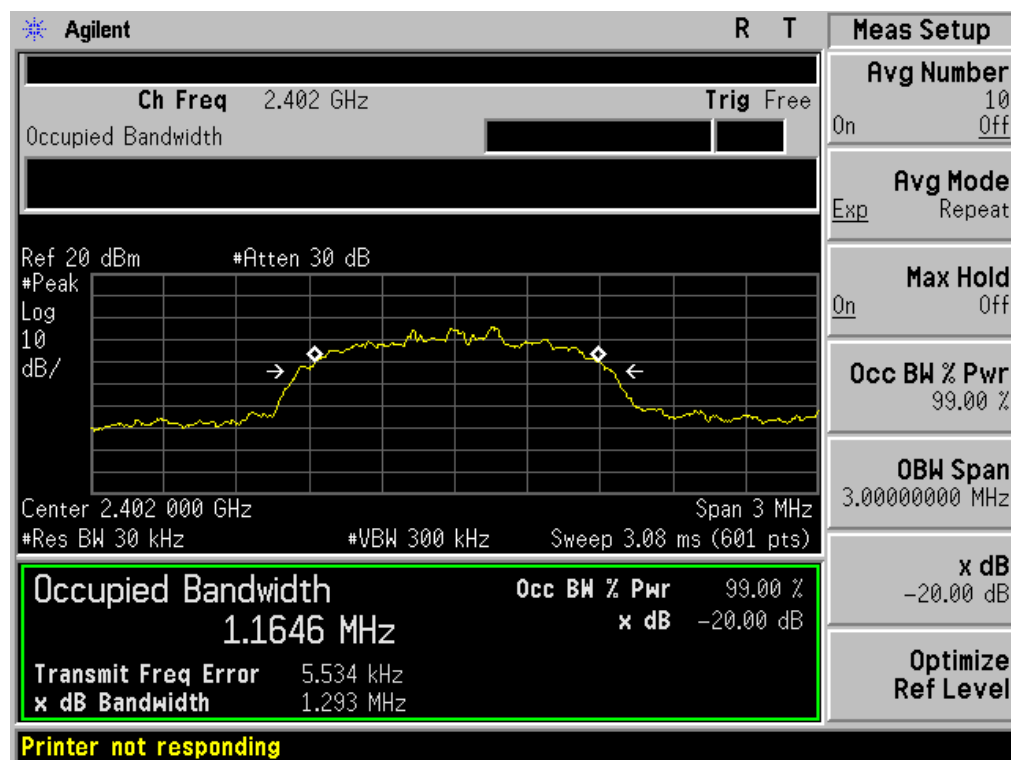 Agilent R T
Ch Freq 2.402 GHz Trig Free
Occupied Bandwidth
Ref 20 dBm #Atten 30 dB
#Peak
Log
10
dB/
Center 2.402 000 GHz Span 3 MHz
#Res BW 30 kHz #VBW 300 kHz Sweep 3.08 ms (601 pts)
Occupied Bandwidth Occ BW % Pwr 99.00 %
1.1646 MHz x dB -20.00 dB
Transmit Freq Error 5.534 kHz
x dB Bandwidth 1.293 MHz
Printer not responding
Meas Setup
Avg Number
10
On Off
Avg Mode
Exp Repeat
Max Hold
On Off
Occ BW % Pwr
99.00 %
OBW Span
3.00000000 MHz
x dB
-20.00 dB
Optimize
Ref Level